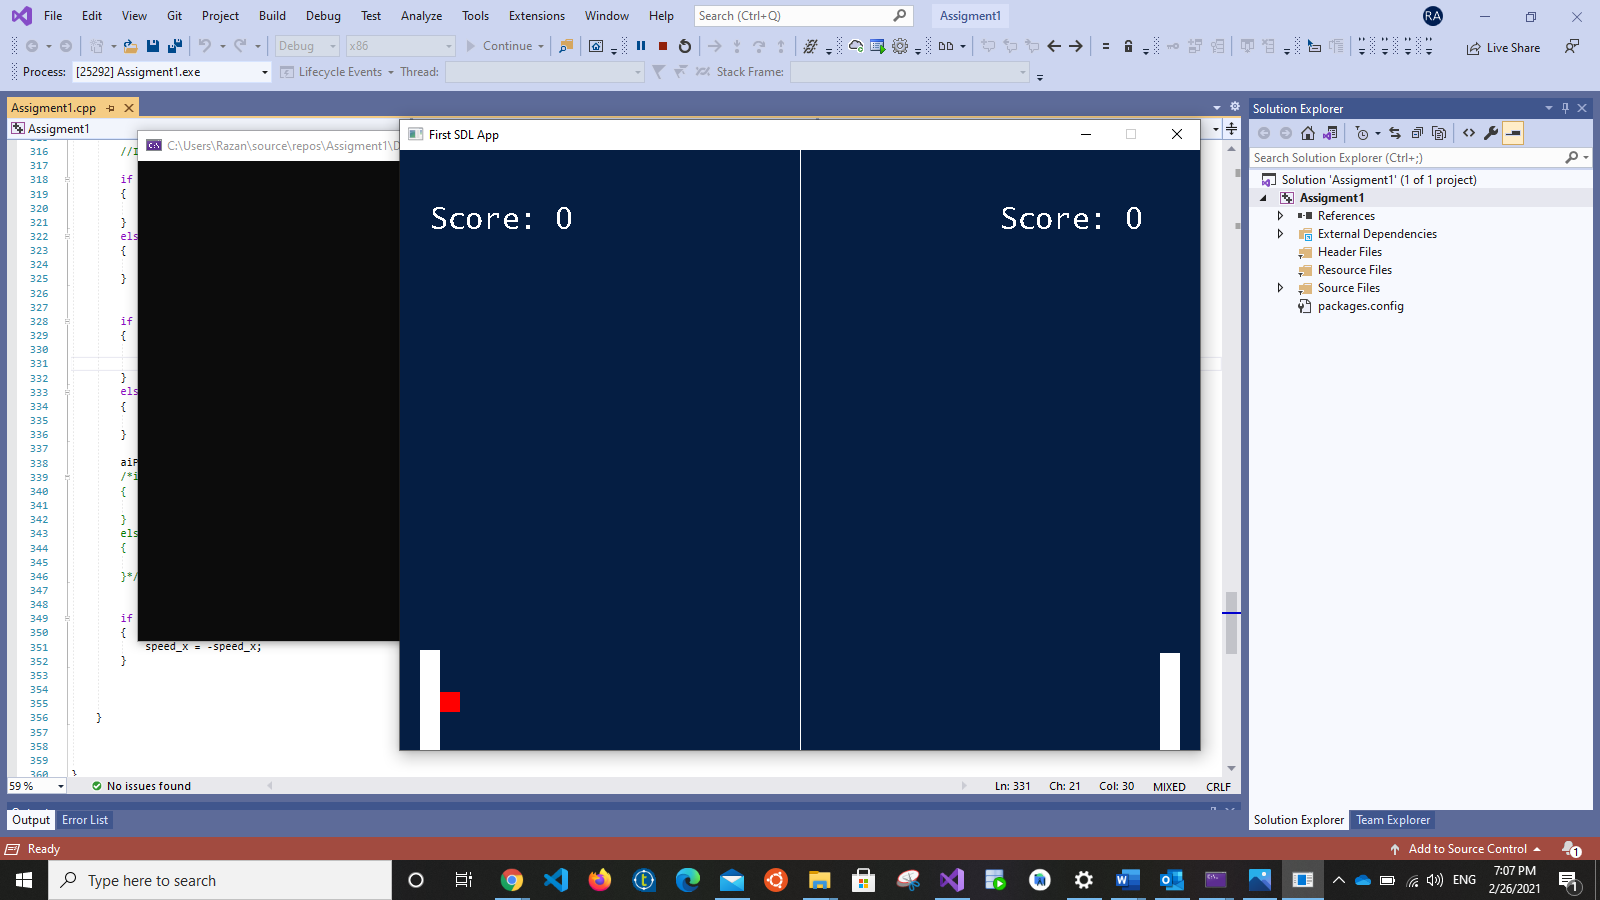 File Edit View Git Project Build Debug Test Analyze Tools Extensions Window Help Search (Ctrl+Q) Assigment1 RA
Debug x86 Continue Live Share
Process: [25292] Assigment1.exe Lifecycle Events Thread: Stack Frame:
Assigment1.cpp
Assigment1
C:\Users\Razan\source\repos\Assigment1\D
First SDL App
Score: 0 Score: 0
316 //I
317
318 if
319 {
320
321 }
322 els
323 {
324
325 }
326
327
328 if
329 {
330
331
332 }
333 els
334 {
335
336 }
337
338 aiP
339 /*i
340 {
341
342 }
343 els
344 {
345
346 }*/
347
348
349 if
350 {
351 speed_x = -speed_x;
352 }
353
354
355
356 }
357
358
359
360 }
59 % No issues found Ln: 331 Ch: 21 Col: 30 MIXED CRLF
Output Error List
Solution Explorer
Search Solution Explorer (Ctrl+;)
Solution 'Assigment1' (1 of 1 project)
Assigment1
References
External Dependencies
Header Files
Resource Files
Source Files
packages.config
Solution Explorer Team Explorer
Ready Add to Source Control 1
Type here to search ENG 7:07 PM
2/26/2021 1